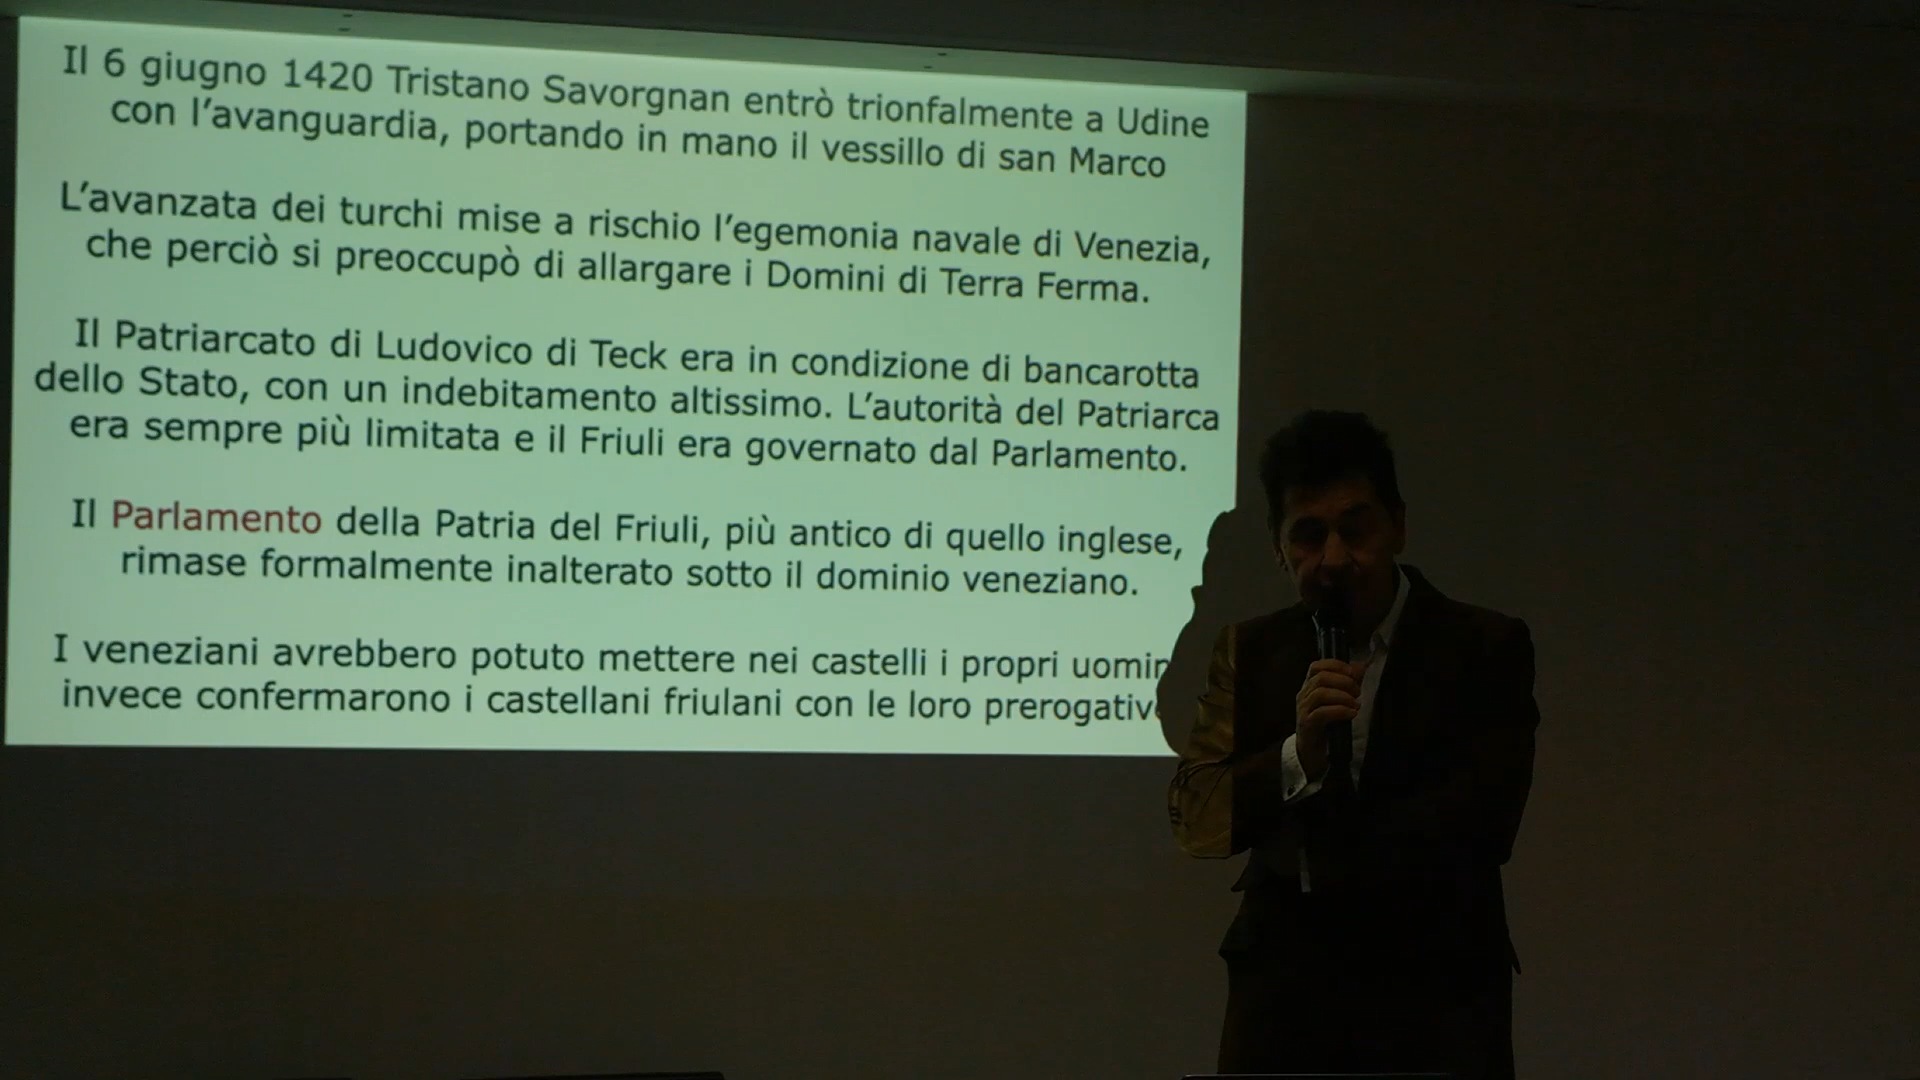 Il 6 giugno 1420 Tristano Savorgnan entrò trionfalmente a Udine
con l'avanguardia, portando in mano il vessillo di san Marco
L'avanzata dei turchi mise a rischio l'egemonia navale di Venezia,
che perciò si preoccupò di allargare i Domini di Terra Ferma.
Il Patriarcato di Ludovico di Teck era in condizione di bancarotta
dello Stato, con un indebitamento altissimo. L'autorità del Patriarca
era sempre più limitata e il Friuli era governato dal Parlamento.
Il Parlamento della Patria del Friuli, più antico di quello inglese,
rimase formalmente inalterato sotto il dominio veneziano.
I veneziani avrebbero potuto mettere nei castelli i propri
invece confermarono i castellani friulani con le loro